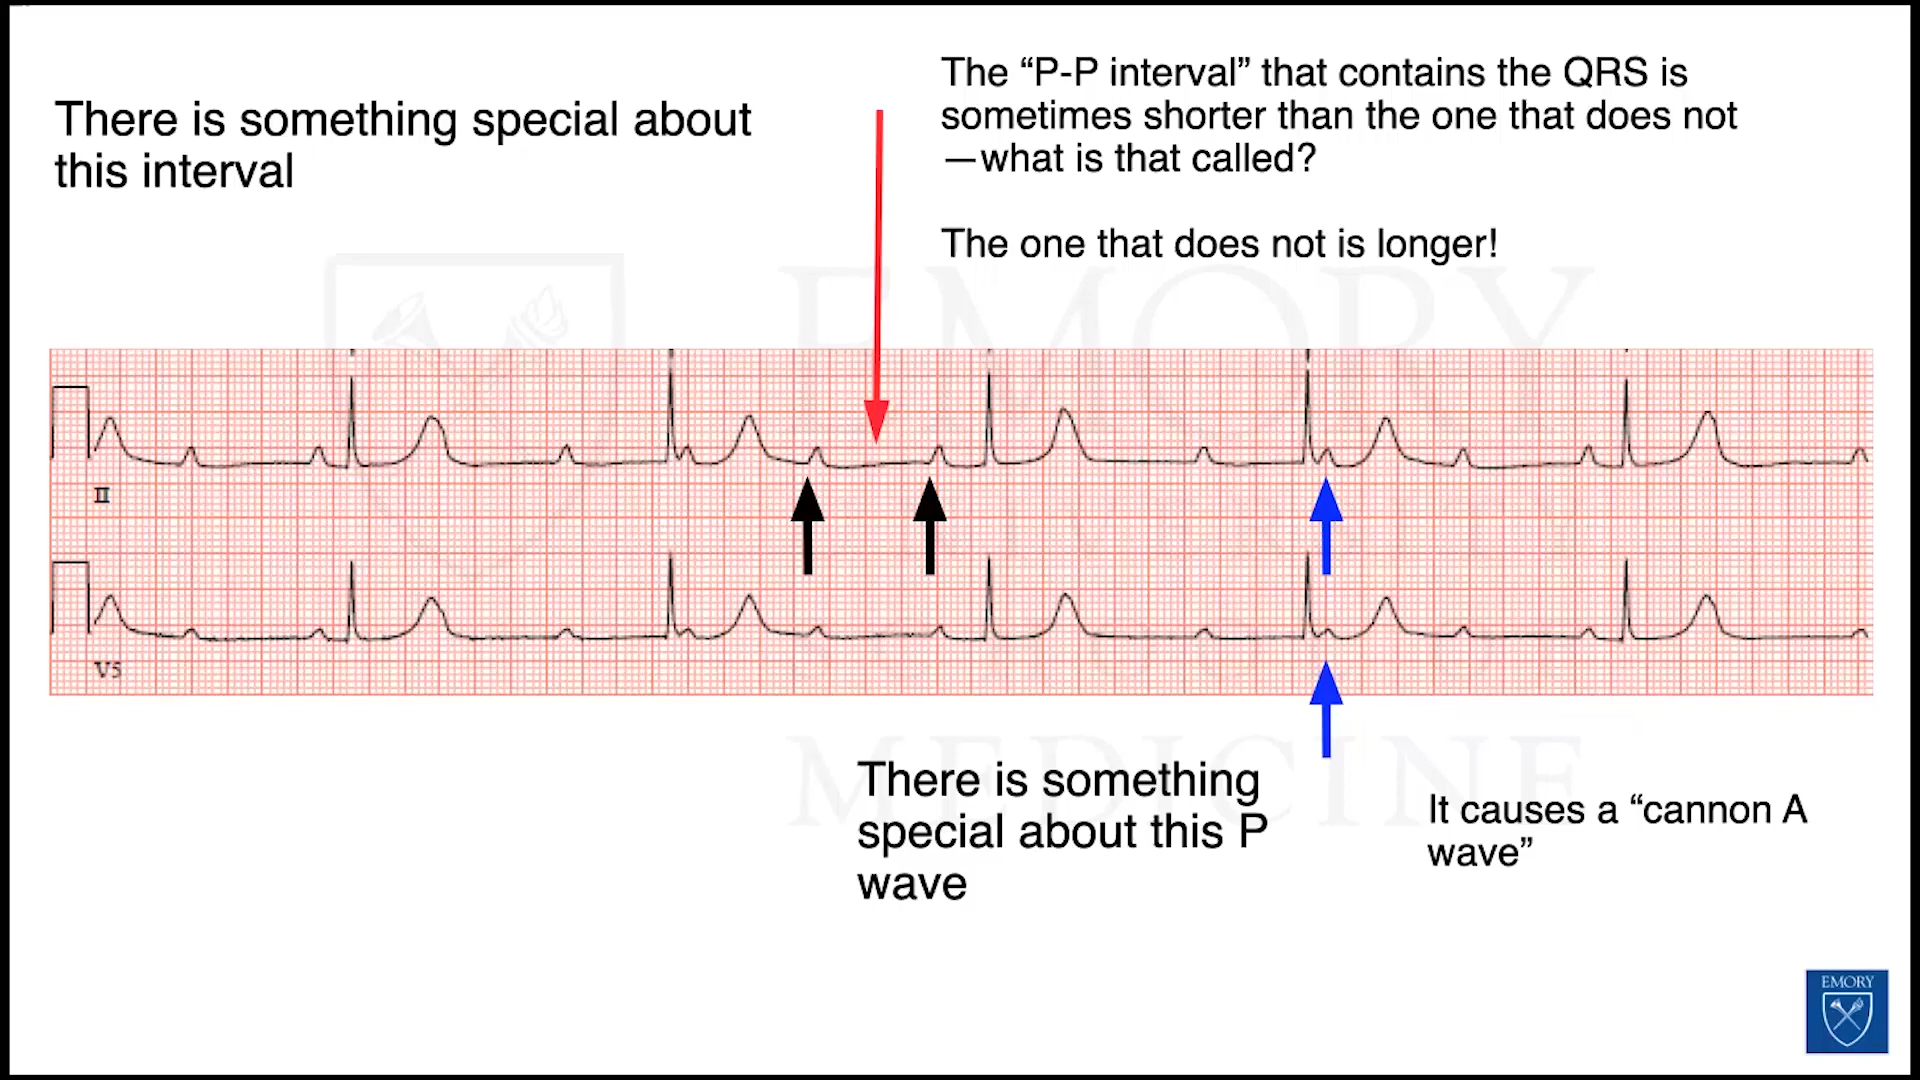 There is something special about
this interval
The “P-P interval” that contains the QRS is
sometimes shorter than the one that does not
—what is that called?
The one that does not is longer!
EMORY
II
V5
MEDICINE
There is something
special about this P
wave
It causes a “cannon A
wave”
EMORY